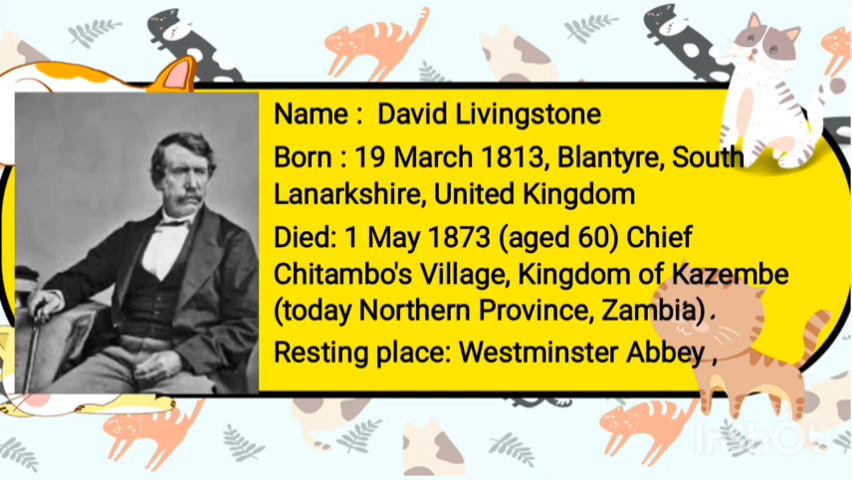 Name :  David Livingstone
Born : 19 March 1813, Blantyre, South
Lanarkshire, United Kingdom
Died: 1 May 1873 (aged 60) Chief
Chitambo's Village, Kingdom of Kazembe
(today Northern Province, Zambia).
Resting place: Westminster Abbey ,
InShOt